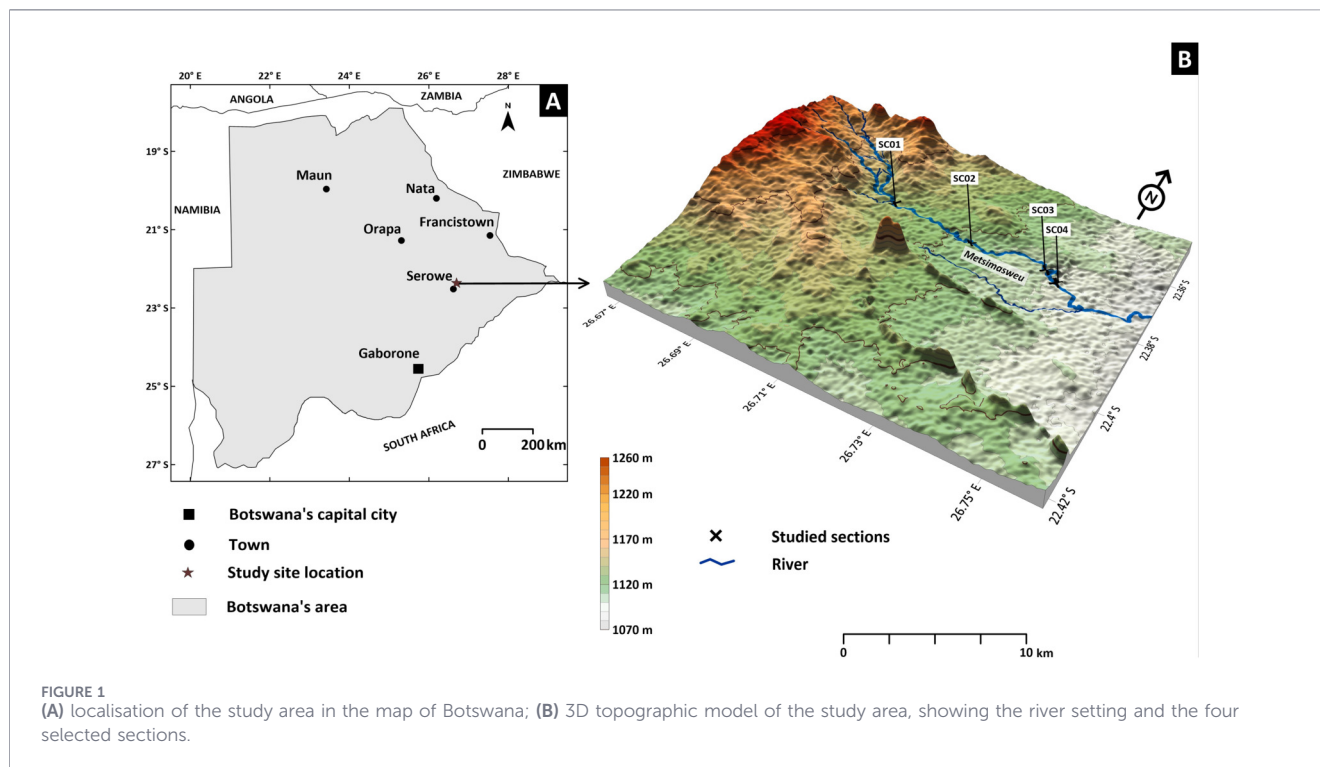 20° E
22° E
24° E
26° E
28° E
ANGOLA
ZAMBIA
N
A
19° S
ZIMBABWE
Maun
Nata
NAMIBIA
Francistown
Orapa
21° S
Serowe
23° S
Gaborone
25° S
SOUTH AFRICA
0 200 km
27° S
Botswana's capital city
Town
Study site location
Botswana's area
B
SC01
SC02
SC03
SC04
N
Metsimasweu
26.67° E
26.69° E
26.71° E
26.73° E
26.75° E
22.36° S
22.38° S
22.4° S
22.42° S
1260 m
1220 m
1170 m
1120 m
1070 m
Studied sections
River
0 10 km
FIGURE 1
(A) localisation of the study area in the map of Botswana; (B) 3D topographic model of the study area, showing the river setting and the four
selected sections.